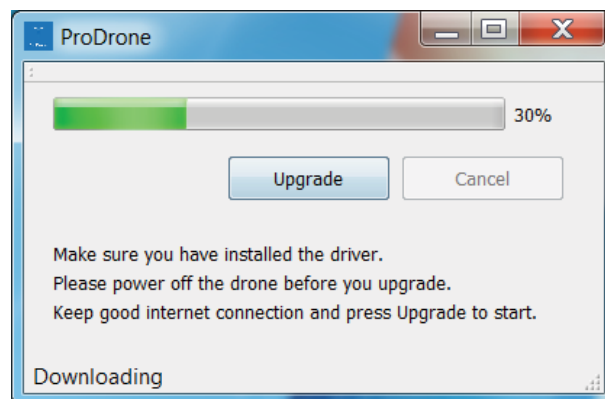 ProDrone
30%
Upgrade
Cancel
Make sure you have installed the driver.
Please power off the drone before you upgrade.
Keep good internet connection and press Upgrade to start.
Downloading